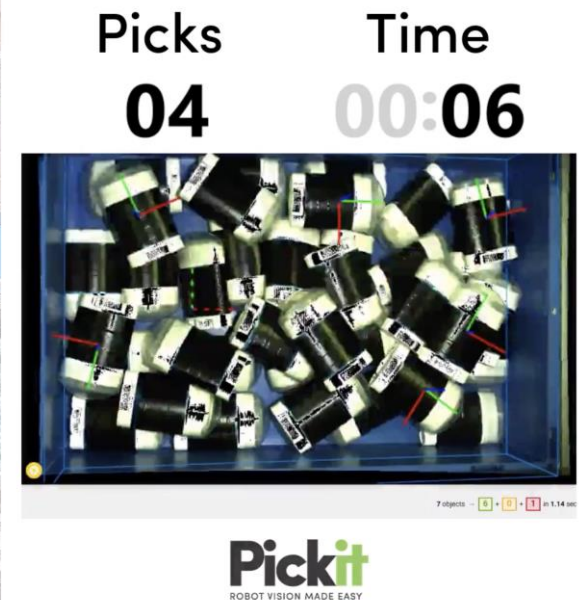 Picks
Time
04
00:06
7 objects → 6 + 0 + 1 in 1.14 sec
Pickit
ROBOT VISION MADE EASY